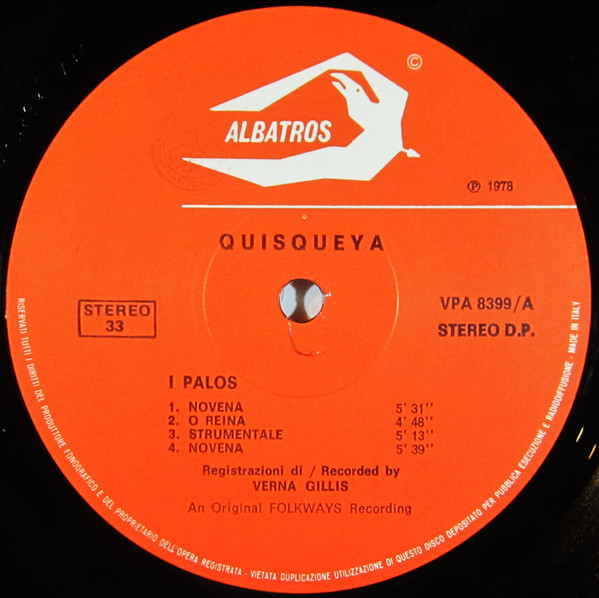 ©
ALBATROS
℗ 1978
QUISQUEYA
STEREO
33
VPA 8399/A
STEREO D.P.
I PALOS
1. NOVENA 5' 31''
2. O REINA 4' 48''
3. STRUMENTALE 5' 13''
4. NOVENA 5' 39''
Registrazioni di / Recorded by
VERNA GILLIS
An Original FOLKWAYS Recording
RISERVATI TUTTI I DIRITTI DEL PRODUTTORE FONOGRAFICO E DEL PROPRIETARIO DELL'OPERA REGISTRATA - VIETATA DUPLICAZIONE UTILIZZAZIONE DI QUESTO DISCO DEPOSITATO PER PUBBLICA ESECUZIONE E RADIODIFFUSIONE - MADE IN ITALY